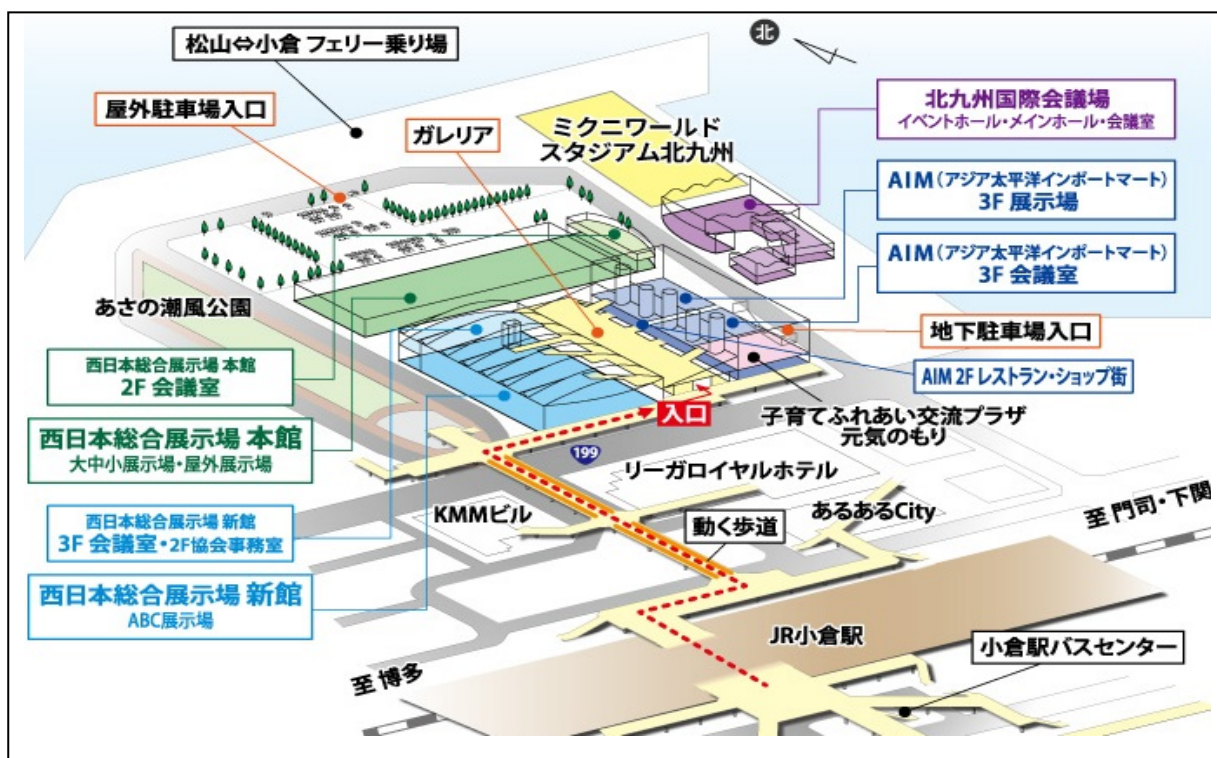 北
松山⇔小倉 フェリー乗り場
屋外駐車場入口
ガレリア
ミクニワールド
スタジアム北九州
北九州国際会議場
イベントホール・メインホール・会議室
AIM(アジア太平洋インポートマート)
3F 展示場
AIM(アジア太平洋インポートマート)
3F 会議室
あさの潮風公園
地下駐車場入口
西日本総合展示場 本館
2F 会議室
AIM 2F レストラン・ショップ街
入口
子育てふれあい交流プラザ
元気のもり
西日本総合展示場 本館
大中小展示場・屋外展示場
199
リーガロイヤルホテル
KMMビル
あるあるCity
至 門司・下関
西日本総合展示場 新館
3F 会議室・2F協会事務室
動く歩道
西日本総合展示場 新館
ABC展示場
JR小倉駅
小倉駅バスセンター
至 博多